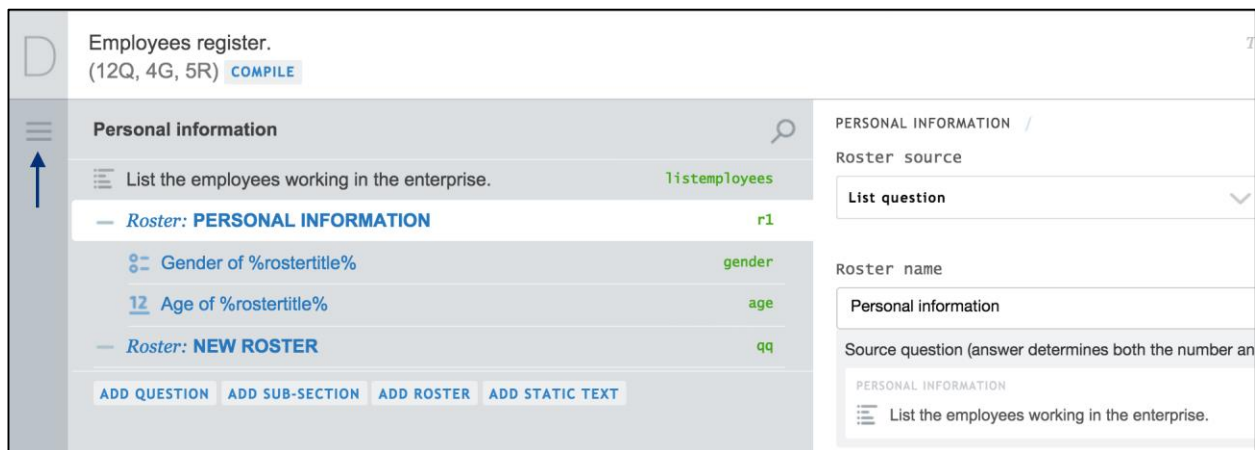 D
Employees register.
(12Q, 4G, 5R) COMPILE
T
Personal information
List the employees working in the enterprise. listemployees
Roster: PERSONAL INFORMATION r1
Gender of %rostertitle% gender
12 Age of %rostertitle% age
Roster: NEW ROSTER qq
ADD QUESTION ADD SUB-SECTION ADD ROSTER ADD STATIC TEXT
PERSONAL INFORMATION /
Roster source
List question
Roster name
Personal information
Source question (answer determines both the number an
PERSONAL INFORMATION
List the employees working in the enterprise.